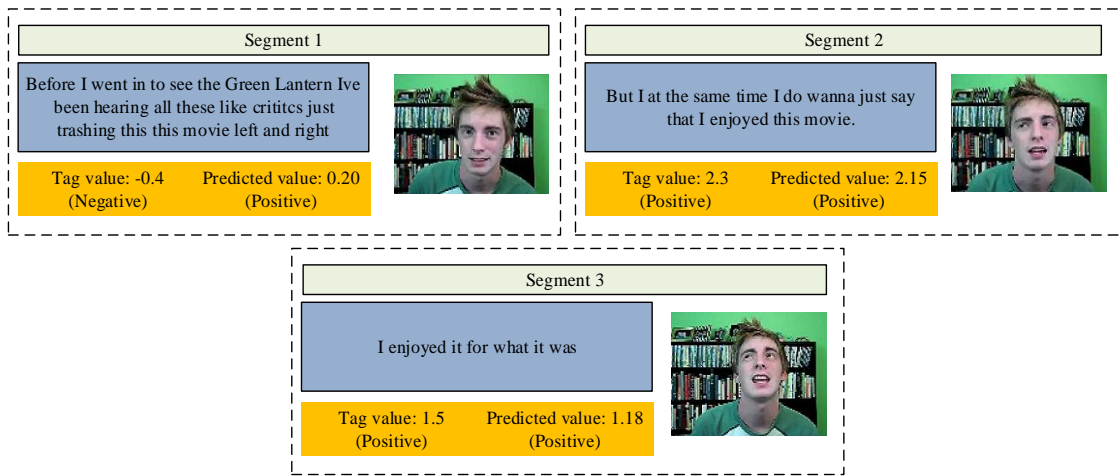 Segment 1
Before I went in to see the Green Lantern Ive
been hearing all these like crititcs just
trashing this this movie left and right
Tag value: -0.4 Predicted value: 0.20
(Negative) (Positive)
Segment 2
But I at the same time I do wanna just say
that I enjoyed this movie.
Tag value: 2.3 Predicted value: 2.15
(Positive) (Positive)
Segment 3
I enjoyed it for what it was
Tag value: 1.5 Predicted value: 1.18
(Positive) (Positive)